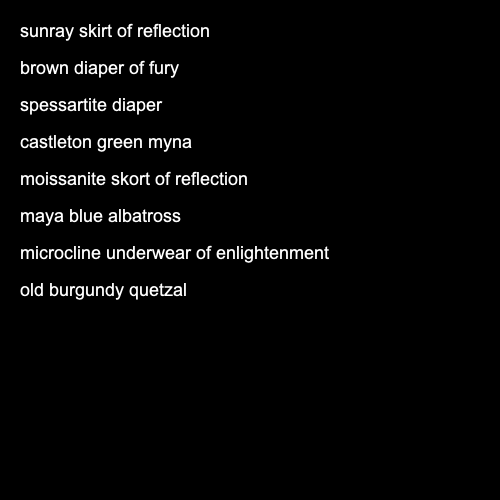 sunray skirt of reflection
brown diaper of fury
spessartite diaper
castleton green myna
moissanite skort of reflection
maya blue albatross
microcline underwear of enlightenment
old burgundy quetzal